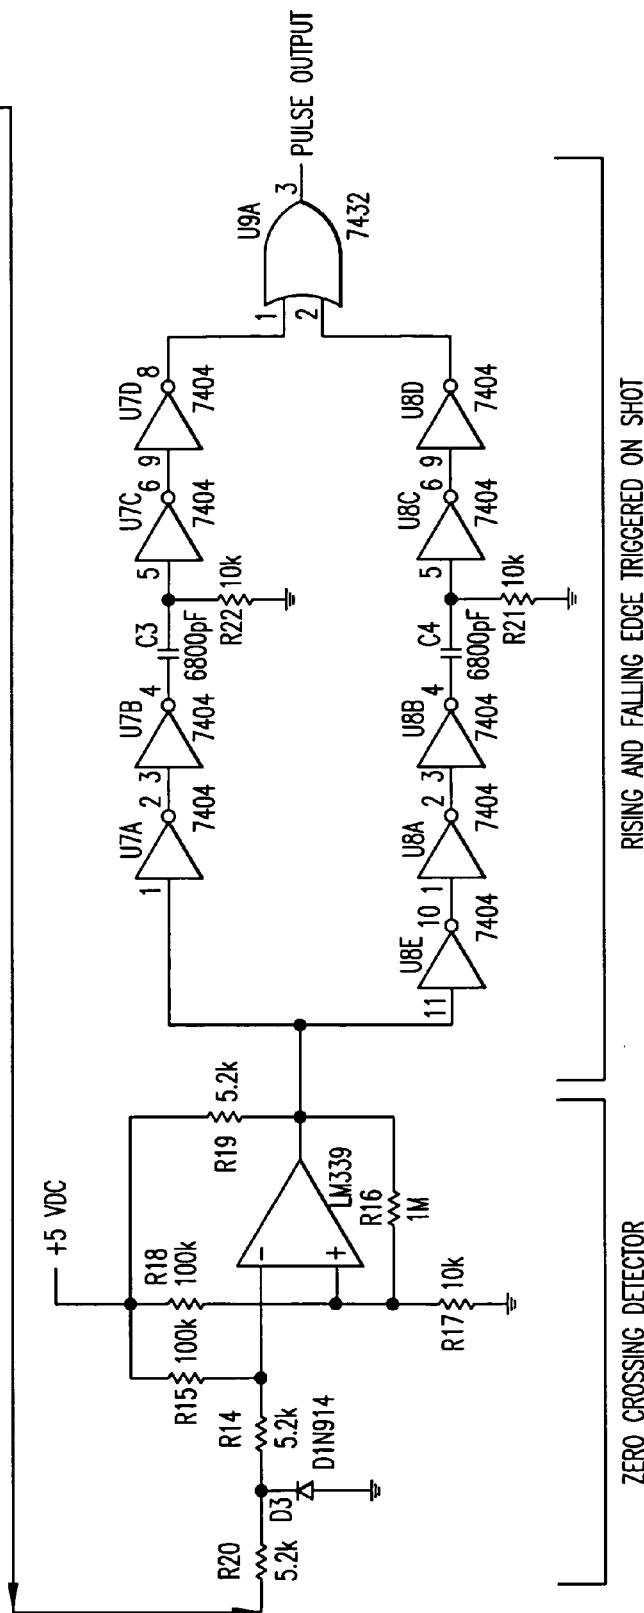 +5 VDC
R20
5.2k
D3
D1N914
R14
5.2k
R15
100k
R18
100k
R17
10k
R16
1M
LM339
-
+
R19
5.2k
1
U7A
2
7404
3
U7B
4
7404
C3
6800pF
R22
10k
5
U7C
6
7404
9
U7D
8
7404
11
U8E
10
7404
1
U8A
2
7404
3
U8B
4
7404
C4
6800pF
R21
10k
5
U8C
6
7404
9
U8D
7404
1
2
U9A
3
7432
PULSE OUTPUT
ZERO CROSSING DETECTOR
RISING AND FALLING EDGE TRIGGERED ON SHOT